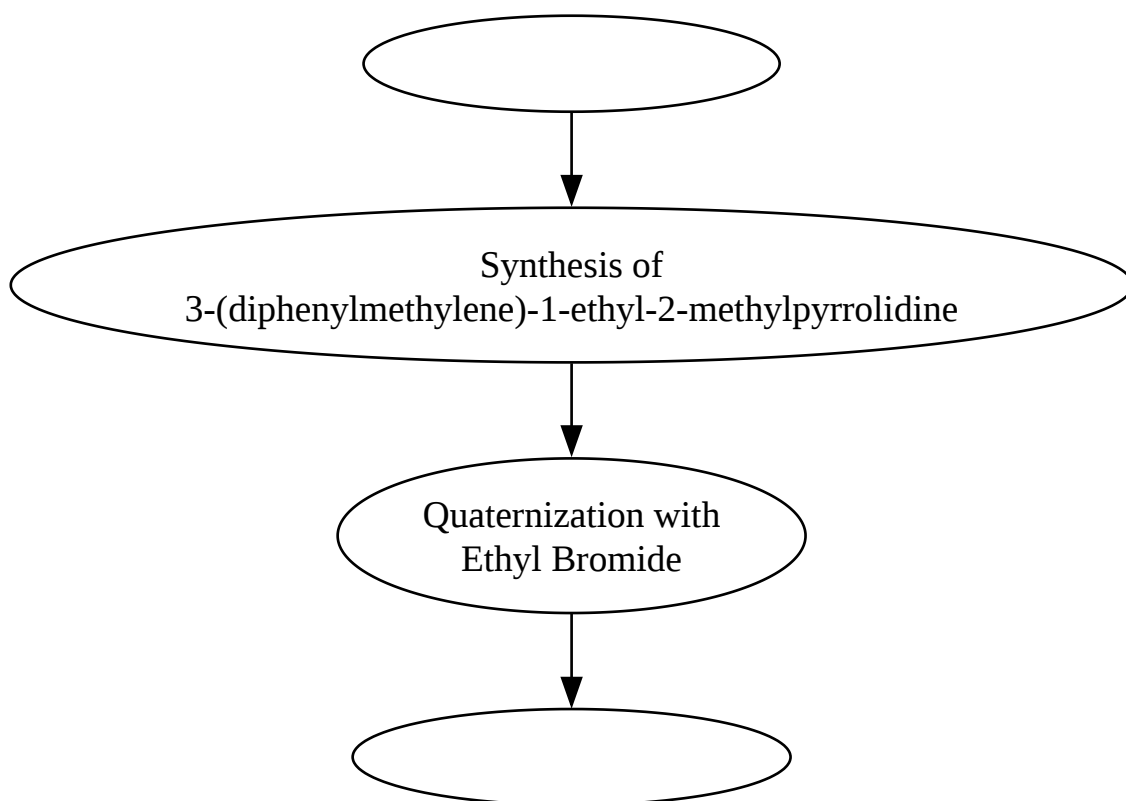 Synthesis of
3-(diphenylmethylene)-1-ethyl-2-methylpyrrolidine
Quaternization with
Ethyl Bromide